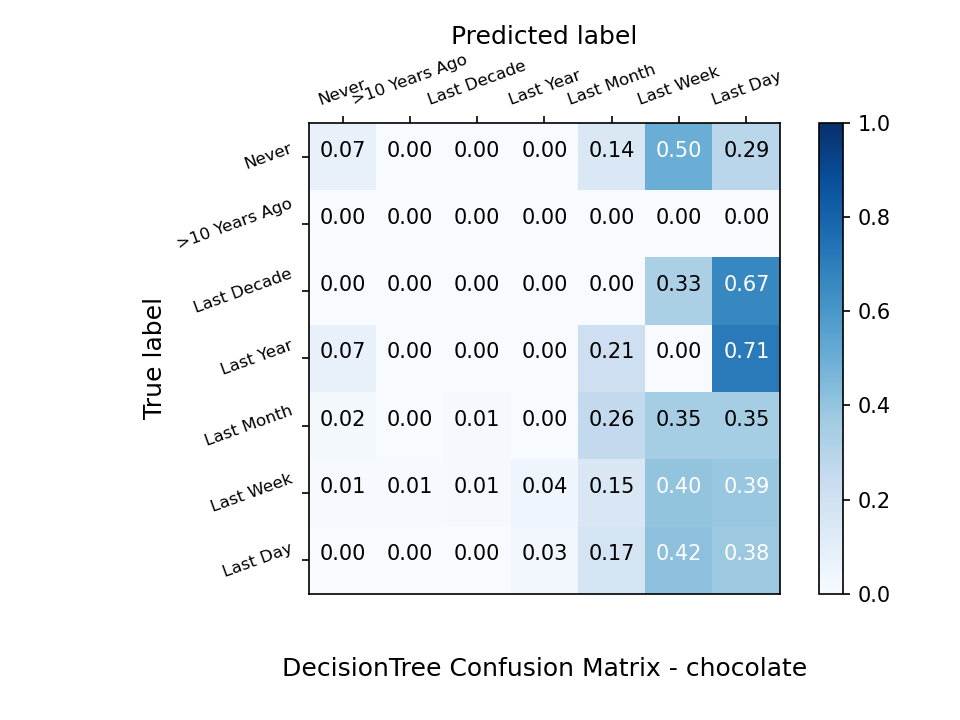 Predicted label
Never >10 Years Ago Last Decade Last Year Last Month Last Week Last Day
Never 0.07 0.00 0.00 0.00 0.14 0.50 0.29
>10 Years Ago 0.00 0.00 0.00 0.00 0.00 0.00 0.00
Last Decade 0.00 0.00 0.00 0.00 0.00 0.33 0.67
Last Year 0.07 0.00 0.00 0.00 0.21 0.00 0.71
Last Month 0.02 0.00 0.01 0.00 0.26 0.35 0.35
Last Week 0.01 0.01 0.01 0.04 0.15 0.40 0.39
Last Day 0.00 0.00 0.00 0.03 0.17 0.42 0.38
True label
1.0
0.8
0.6
0.4
0.2
0.0
DecisionTree Confusion Matrix - chocolate